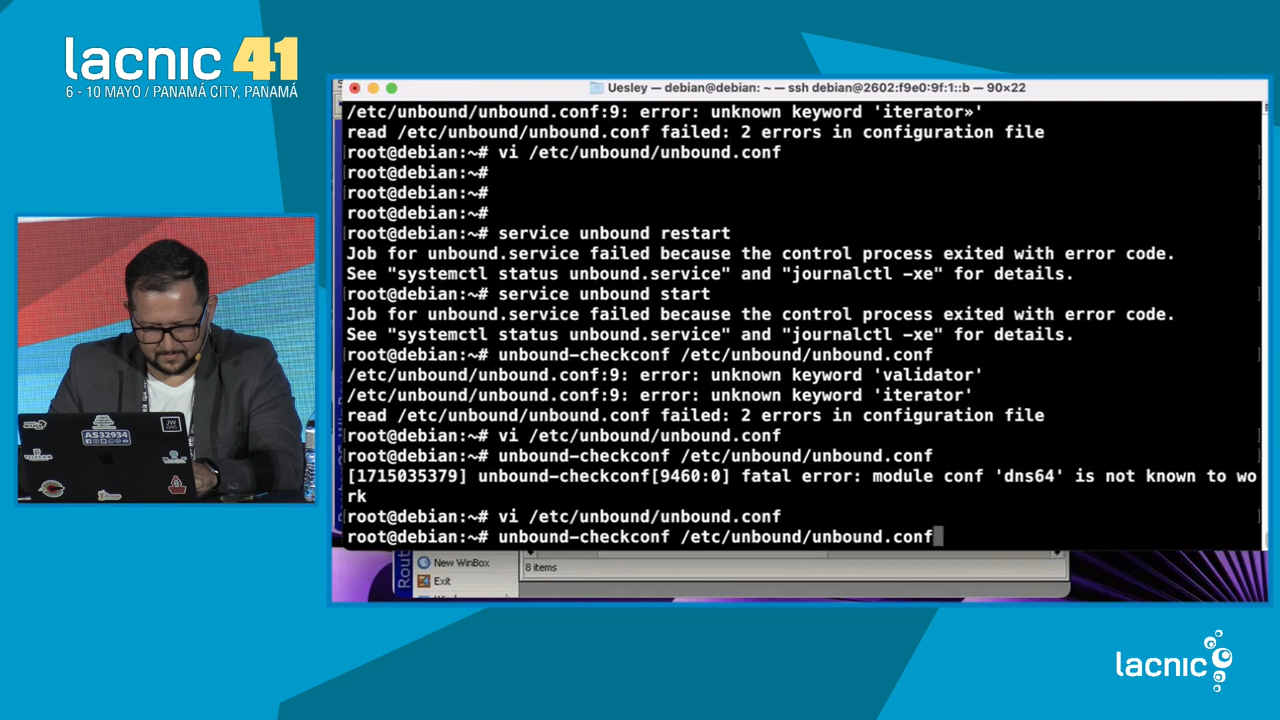 lacnic 41
6 - 10 MAYO / PANAMÁ CITY, PANAMÁ
Uesley — debian@debian: ~ — ssh debian@2602:f9e0:9f:1::b — 90×22
/etc/unbound/unbound.conf:9: error: unknown keyword 'iterator»'
read /etc/unbound/unbound.conf failed: 2 errors in configuration file
root@debian:~# vi /etc/unbound/unbound.conf
root@debian:~#
root@debian:~#
root@debian:~#
root@debian:~# service unbound restart
Job for unbound.service failed because the control process exited with error code.
See "systemctl status unbound.service" and "journalctl -xe" for details.
root@debian:~# service unbound start
Job for unbound.service failed because the control process exited with error code.
See "systemctl status unbound.service" and "journalctl -xe" for details.
root@debian:~# unbound-checkconf /etc/unbound/unbound.conf
/etc/unbound/unbound.conf:9: error: unknown keyword 'validator'
/etc/unbound/unbound.conf:9: error: unknown keyword 'iterator'
read /etc/unbound/unbound.conf failed: 2 errors in configuration file
root@debian:~# vi /etc/unbound/unbound.conf
root@debian:~# unbound-checkconf /etc/unbound/unbound.conf
[1715035379] unbound-checkconf[9460:0] fatal error: module conf 'dns64' is not known to wo
rk
root@debian:~# vi /etc/unbound/unbound.conf
root@debian:~# unbound-checkconf /etc/unbound/unbound.conf
New WinBox
Exit
8 items
AS32934
JW
.ORG
lacnic